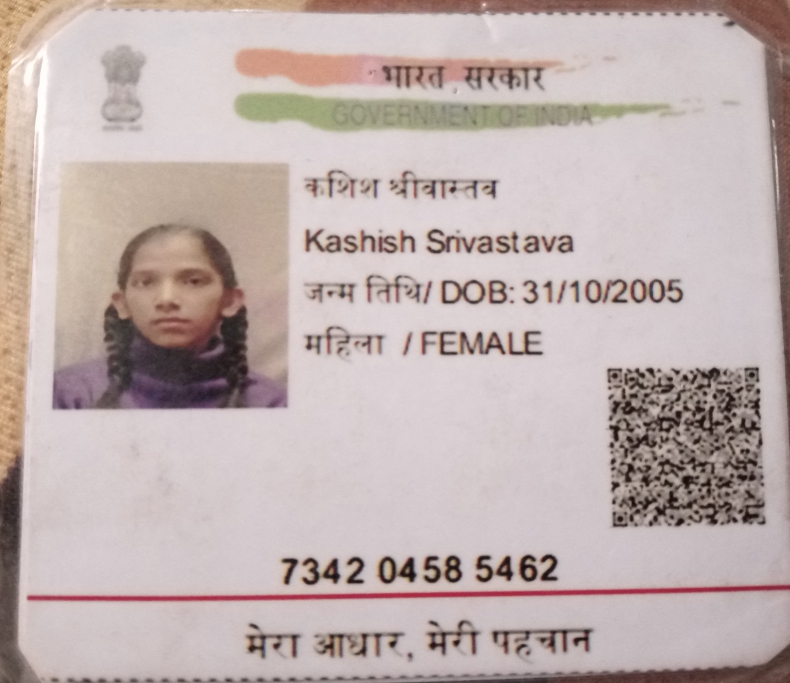 भारत सरकार
GOVERNMENT OF INDIA
कशिश श्रीवास्तव
Kashish Srivastava
जन्म तिथि/ DOB: 31/10/2005
महिला / FEMALE
7342 0458 5462
मेरा आधार, मेरी पहचान